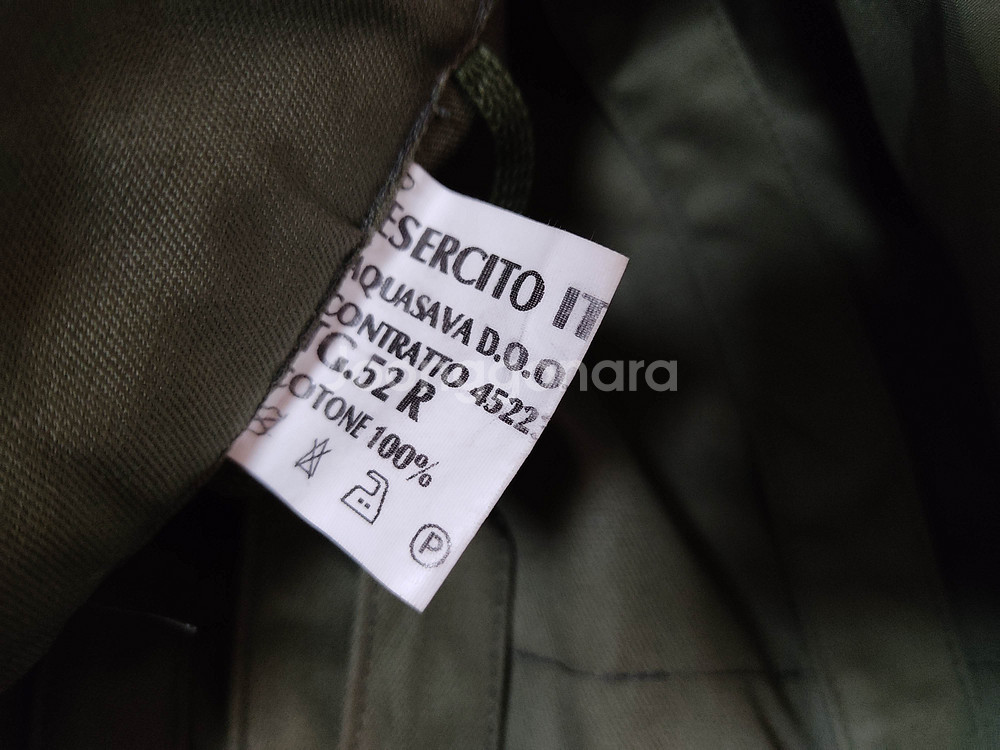 ESERCITO IT
AQUASAVA D.O.O
CONTRATTO 4522
TG.52 R
COTONE 100%
P